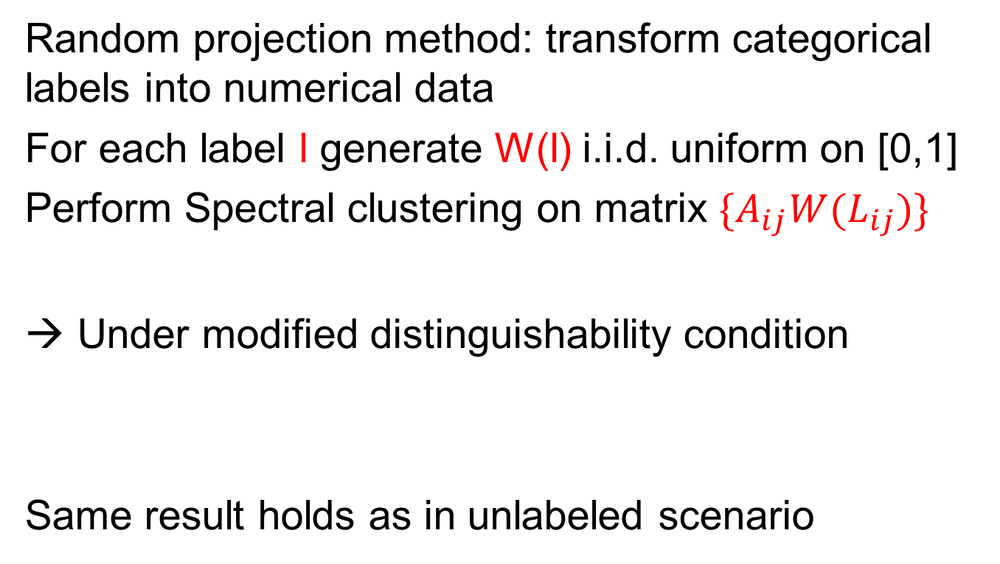 Random projection method: transform categorical
labels into numerical data
For each label l generate W(l) i.i.d. uniform on [0,1]
Perform Spectral clustering on matrix {A_{ij}W(L_{ij})}
→ Under modified distinguishability condition
Same result holds as in unlabeled scenario